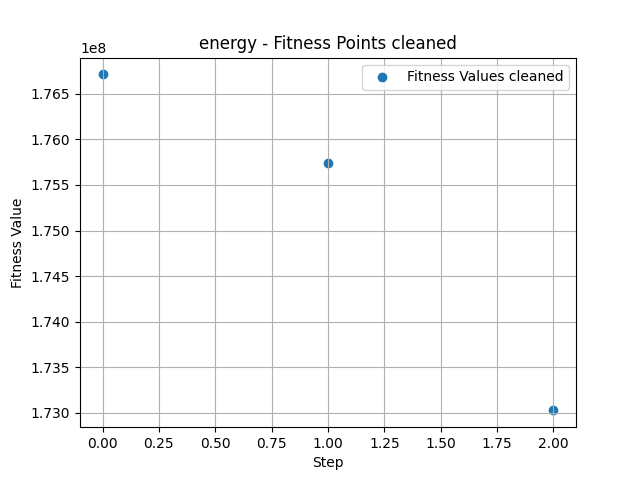 energy - Fitness Points cleaned
1e8
Fitness Values cleaned
1.765
1.760
1.755
1.750
1.745
1.740
1.735
1.730
Fitness Value
0.00 0.25 0.50 0.75 1.00 1.25 1.50 1.75 2.00
Step